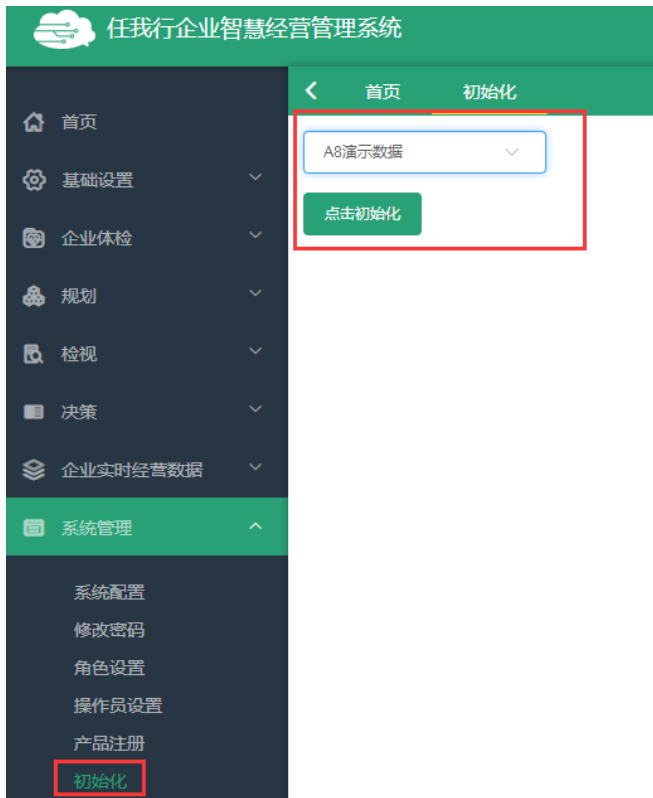 任我行企业智慧经营管理系统
首页
初始化
首页
A8演示数据
基础设置
点击初始化
企业体检
规划
检视
决策
企业实时经营数据
系统管理
系统配置
修改密码
角色设置
操作员设置
产品注册
初始化